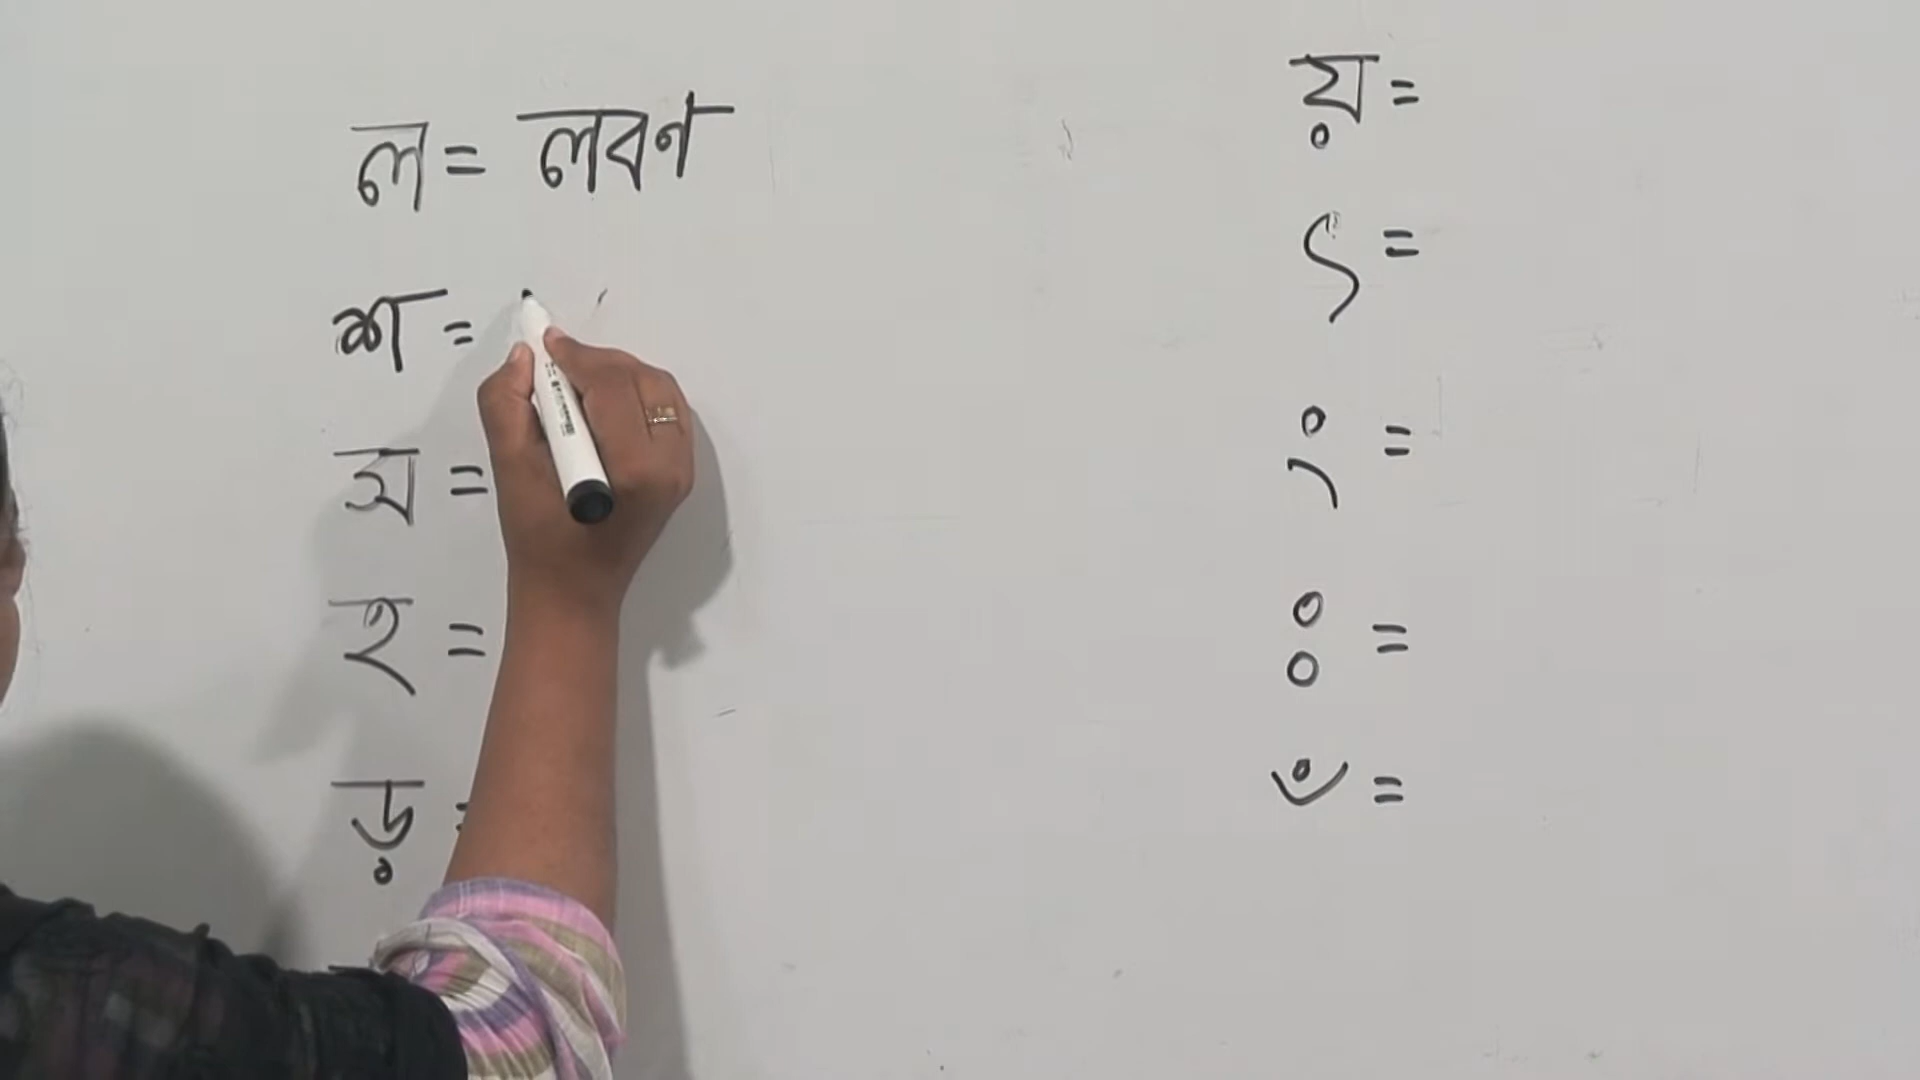 ল = লবণ
শ =
স =
হ =
ড় =
য় =
ৎ =
ং =
ঃ =
ঁ =